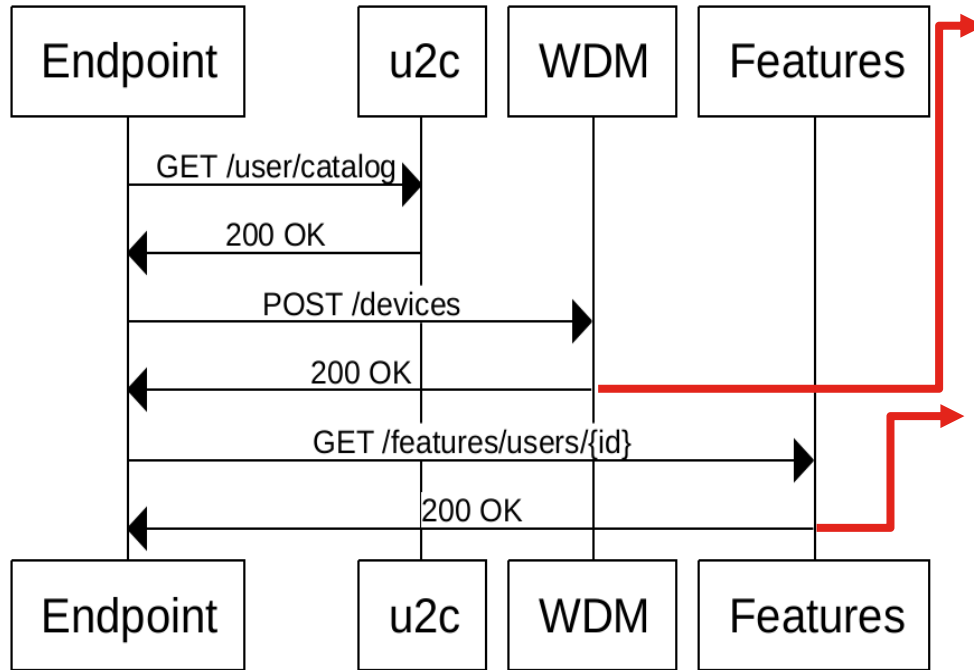 Endpoint
u2c
WDM
Features
GET /user/catalog
200 OK
POST /devices
200 OK
GET /features/users/{id}
200 OK
Endpoint
u2c
WDM
Features